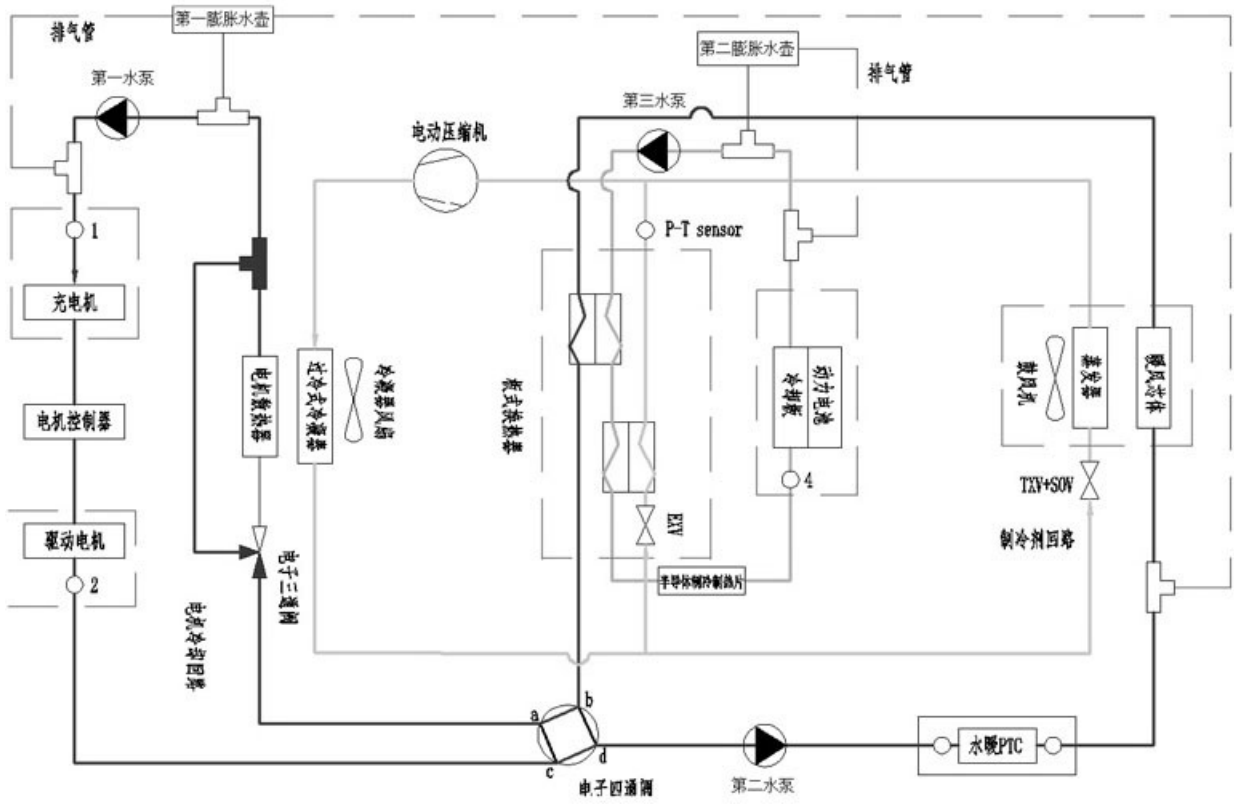 第一膨胀水壶
排气管
第二膨胀水壶
排气管
第一水泵
第三水泵
电动压缩机
P-T sensor
1
充电机
电机控制器
驱动电机
2
电机散热器
过冷式冷凝器
冷凝器风扇
板式换热器
冷却板
动力电池
4
EXV
半导体制冷制热片
鼓风机
蒸发器
暖风芯体
TXV+SOV
制冷剂回路
电子三通阀
电机冷却回路
a
b
c
d
电子四通阀
第二水泵
水暖PTC